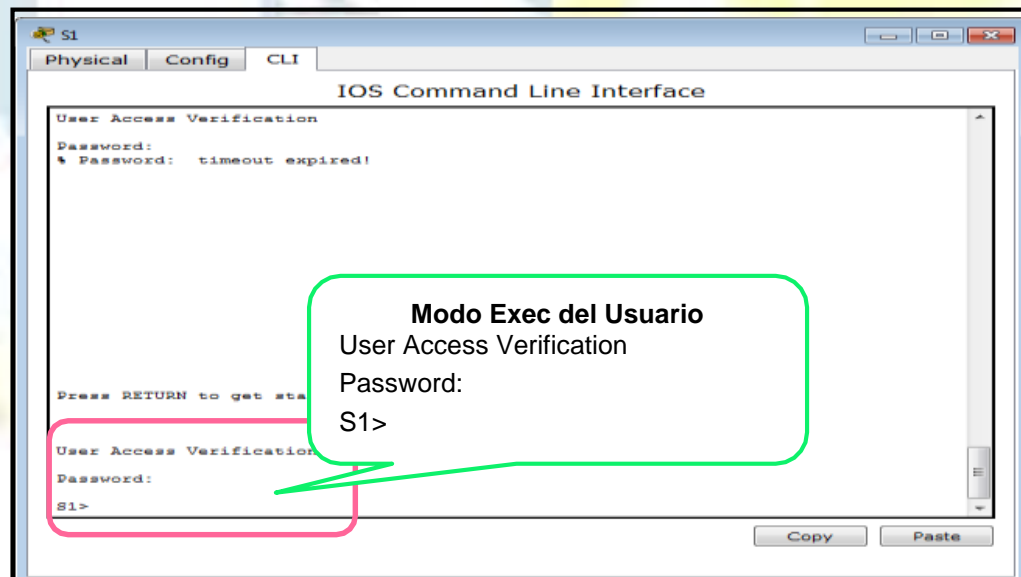 S1
Physical Config CLI
IOS Command Line Interface
User Access Verification
Password:
% Password: timeout expired!
Press RETURN to get sta
User Access Verification
Password:
S1>
Modo Exec del Usuario
User Access Verification
Password:
S1>
Copy Paste